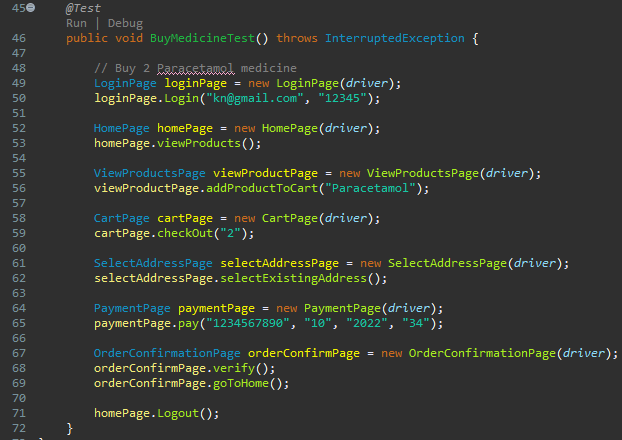 45 @Test
Run | Debug
46 public void BuyMedicineTest() throws InterruptedException {
47
48 // Buy 2 Paracetamol medicine
49 LoginPage loginPage = new LoginPage(driver);
50 loginPage.Login("kn@gmail.com", "12345");
51
52 HomePage homePage = new HomePage(driver);
53 homePage.viewProducts();
54
55 ViewProductsPage viewProductPage = new ViewProductsPage(driver);
56 viewProductPage.addProductToCart("Paracetamol");
57
58 CartPage cartPage = new CartPage(driver);
59 cartPage.checkOut("2");
60
61 SelectAddressPage selectAddressPage = new SelectAddressPage(driver);
62 selectAddressPage.selectExistingAddress();
63
64 PaymentPage paymentPage = new PaymentPage(driver);
65 paymentPage.pay("1234567890", "10", "2022", "34");
66
67 OrderConfirmationPage orderConfirmPage = new OrderConfirmationPage(driver);
68 orderConfirmPage.verify();
69 orderConfirmPage.goToHome();
70
71 homePage.Logout();
72 }